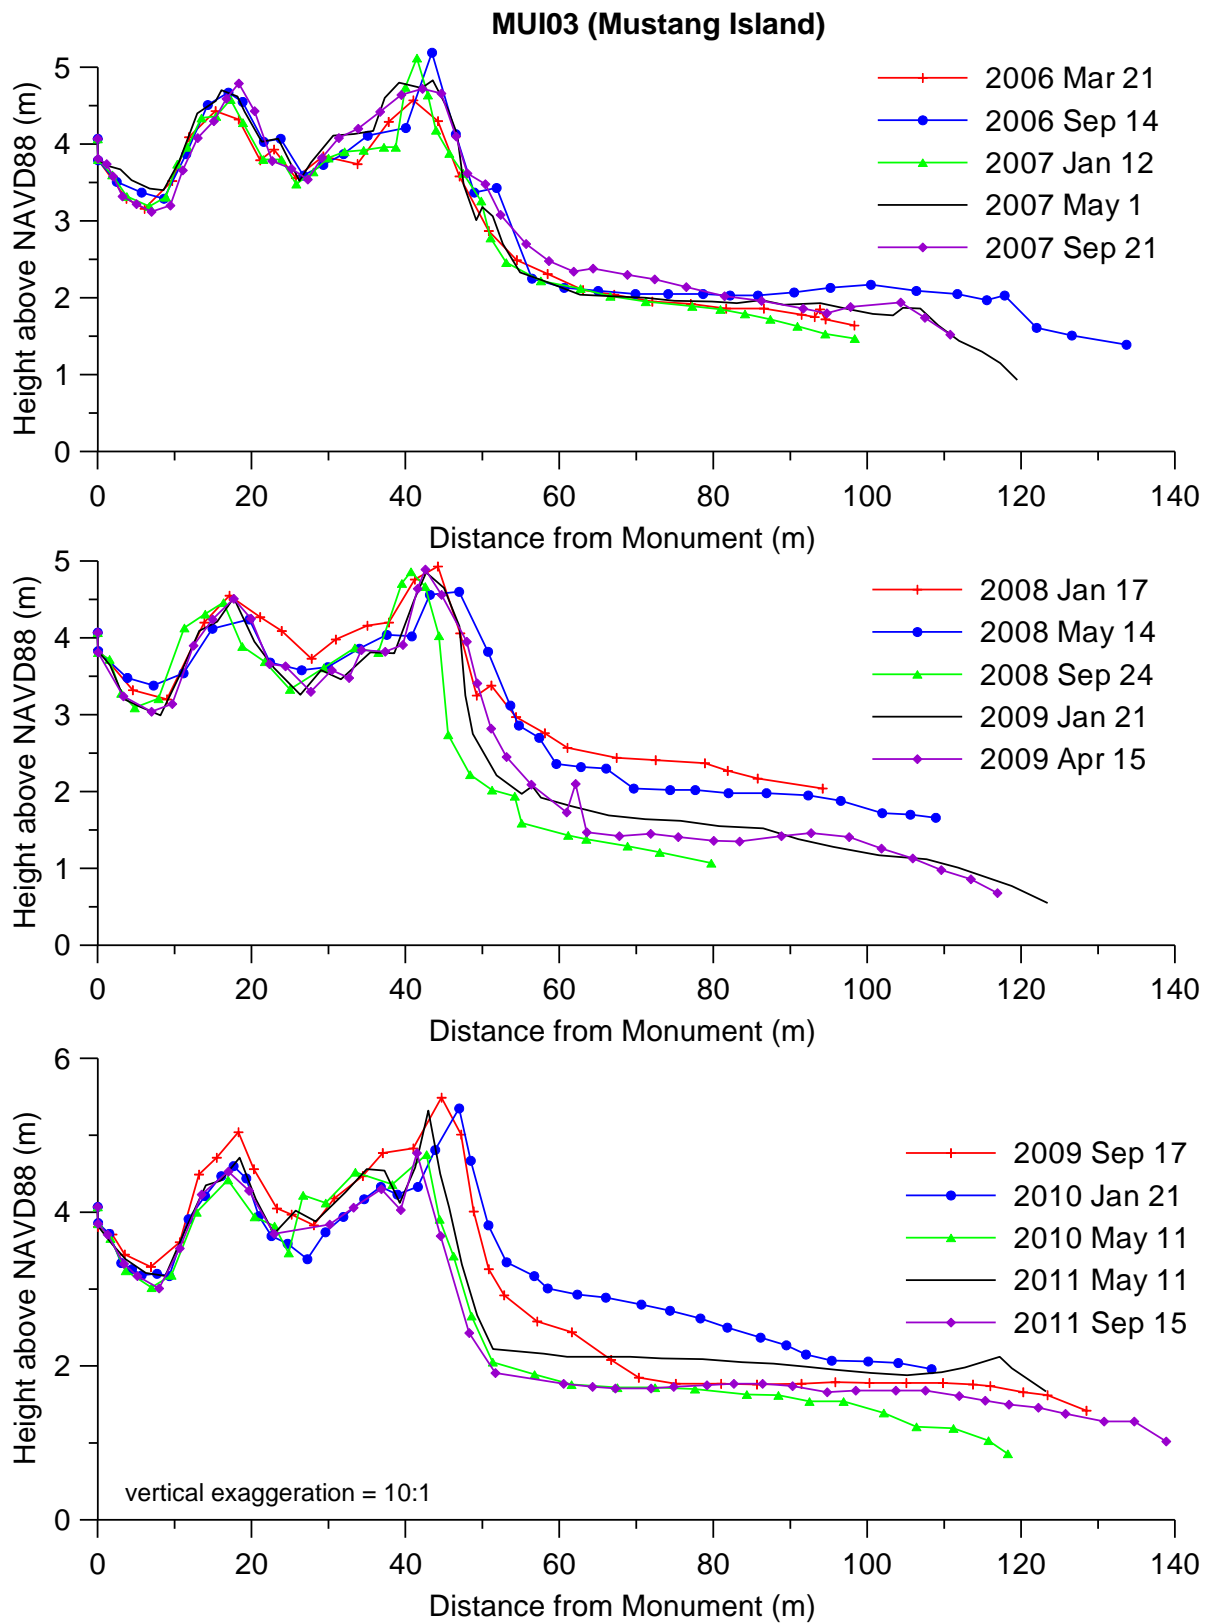 MUI03 (Mustang Island)
Height above NAVD88 (m)
5
4
3
2
1
0
2006 Mar 21
2006 Sep 14
2007 Jan 12
2007 May 1
2007 Sep 21
0 20 40 60 80 100 120 140
Distance from Monument (m)
Height above NAVD88 (m)
5
4
3
2
1
0
2008 Jan 17
2008 May 14
2008 Sep 24
2009 Jan 21
2009 Apr 15
0 20 40 60 80 100 120 140
Distance from Monument (m)
Height above NAVD88 (m)
6
4
2
0
2009 Sep 17
2010 Jan 21
2010 May 11
2011 May 11
2011 Sep 15
vertical exaggeration = 10:1
0 20 40 60 80 100 120 140
Distance from Monument (m)